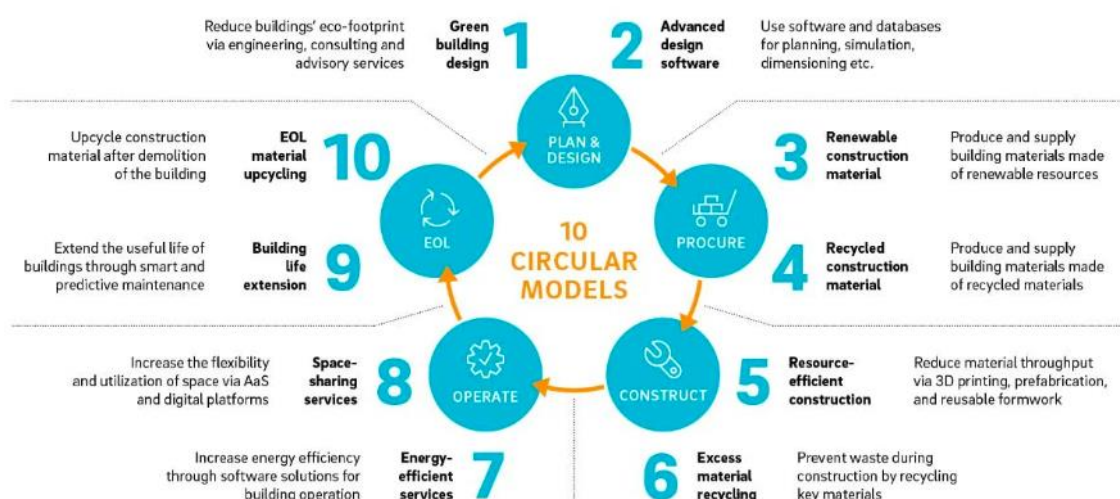 Reduce buildings' eco-footprint
via engineering, consulting and
advisory services
Green
building
design
1
2
Advanced
design
software
Use software and databases
for planning, simulation,
dimensioning etc.
PLAN &
DESIGN
3
Renewable
construction
material
Produce and supply
building materials made
of renewable resources
PROCURE
4
Recycled
construction
material
Produce and supply
building materials made
of recycled materials
5
Resource-
efficient
construction
Reduce material throughput
via 3D printing, prefabrication,
and reusable formwork
CONSTRUCT
6
Excess
material
recycling
Prevent waste during
construction by recycling
key materials
Increase energy efficiency
through software solutions for
building operation
Energy-
efficient
services
7
OPERATE
Increase the flexibility
and utilization of space via AaS
and digital platforms
Space-
sharing
services
8
Extend the useful life of
buildings through smart and
predictive maintenance
Building
life
extension
9
EOL
Upcycle construction
material after demolition
of the building
EOL
material
upcycling
10
10
CIRCULAR
MODELS